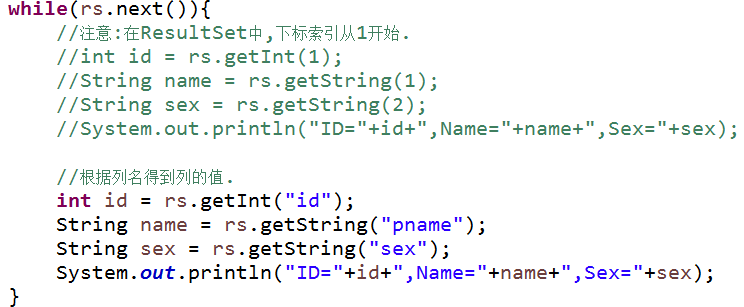 while(rs.next()){
    //注意:在ResultSet中,下标索引从1开始.
    //int id = rs.getInt(1);
    //String name = rs.getString(1);
    //String sex = rs.getString(2);
    //System.out.println("ID="+id+",Name="+name+",Sex="+sex);

    //根据列名得到列的值.
    int id = rs.getInt("id");
    String name = rs.getString("pname");
    String sex = rs.getString("sex");
    System.out.println("ID="+id+",Name="+name+",Sex="+sex);
}